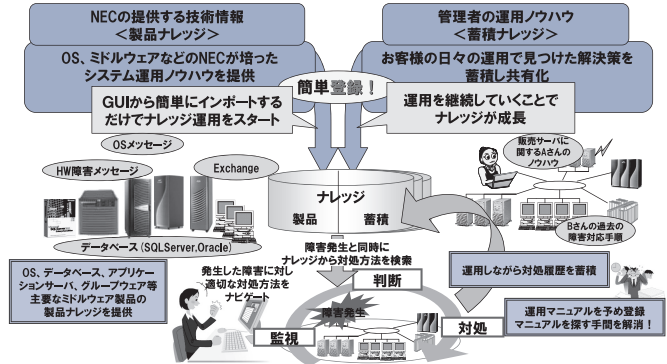 NECの提供する技術情報
<製品ナレッジ>
OS、ミドルウェアなどのNECが培った
システム運用ノウハウを提供
管理者の運用ノウハウ
<蓄積ナレッジ>
お客様の日々の運用で見つけた解決策を
蓄積し共有化
簡単登録!
GUIから簡単にインポートする
だけでナレッジ運用をスタート
運用を継続していくことで
ナレッジが成長
OSメッセージ
HW障害メッセージ
Exchange
データベース(SQLServer.Oracle)
ナレッジ
製品
蓄積
販売サーバに
関するAさんの
ノウハウ
Bさんの過去の
障害対応手順
障害発生と同時に
ナレッジから対処方法を検索
OS、データベース、アプリケー
ションサーバ、グループウェア等
主要なミドルウェア製品の
製品ナレッジを提供
発生した障害に対し
適切な対処方法を
ナビゲート
判断
障害発生
監視
対処
運用しながら対処履歴を蓄積
運用マニュアルを予め登録
マニュアルを探す手間を解消!